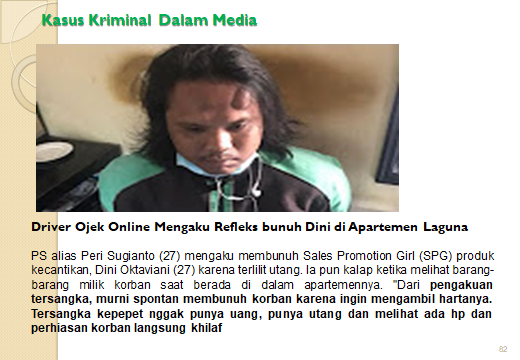 Kasus Kriminal Dalam Media
Driver Ojek Online Mengaku Refleks bunuh Dini di Apartemen Laguna
PS alias Peri Sugianto (27) mengaku membunuh Sales Promotion Girl (SPG) produk
kecantikan, Dini Oktaviani (27) karena terlilit utang. Ia pun kalap ketika melihat barang-
barang milik korban saat berada di dalam apartemennya. "Dari pengakuan
tersangka, murni spontan membunuh korban karena ingin mengambil hartanya.
Tersangka kepepet nggak punya uang, punya utang dan melihat ada hp dan
perhiasan korban langsung khilaf
62